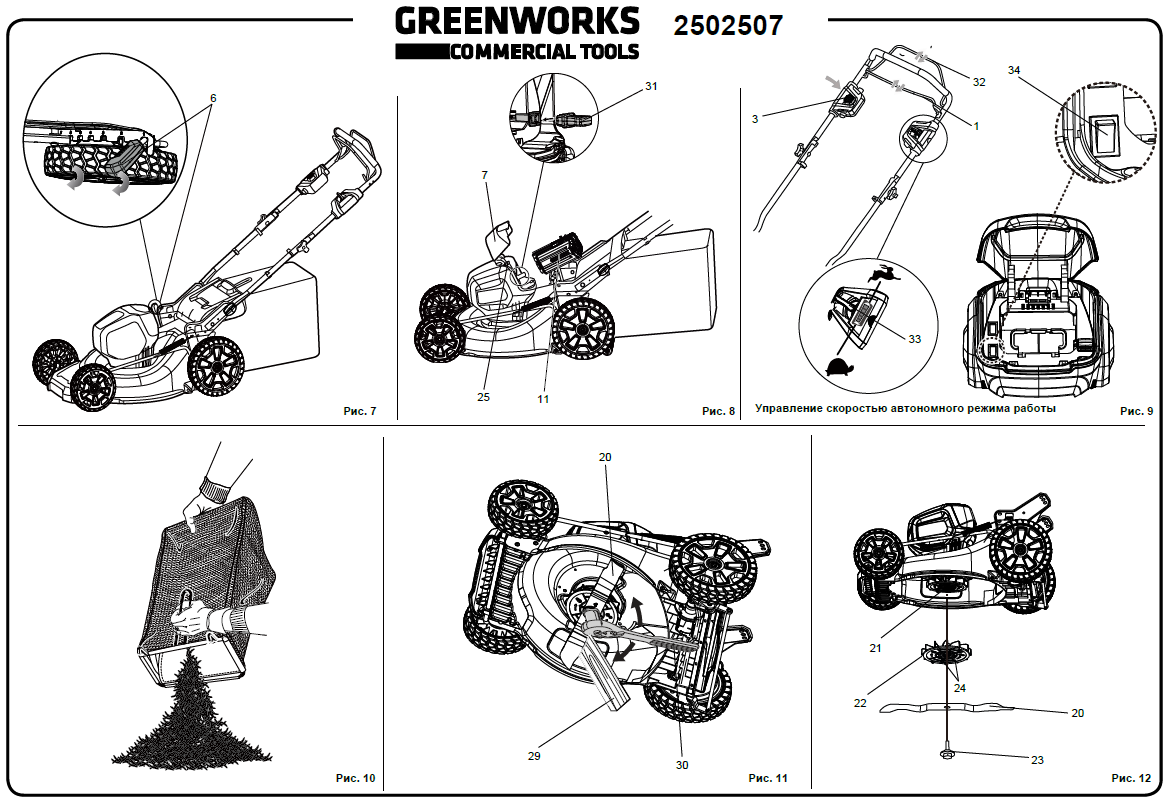 GREENWORKS
COMMERCIAL TOOLS
2502507
6
Рис. 7
31
7
25
11
Рис. 8
34
32
3
1
33
Управление скоростью автономного режима работы
Рис. 9
Рис. 10
20
29
30
Рис. 11
21
22
24
20
23
Рис. 12